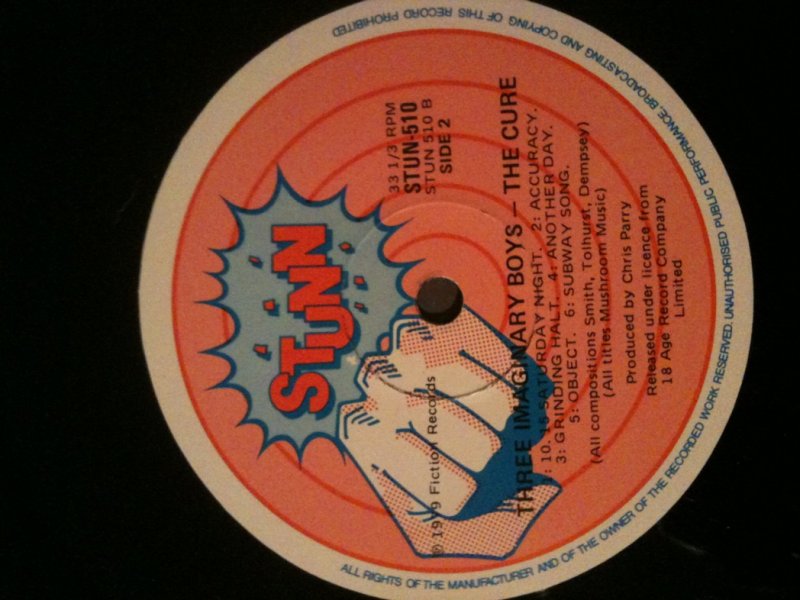 STUNN
33 1/3 RPM
STUN-510
STUN 510 B
SIDE 2
℗ 1979 Fiction Records
THREE IMAGINARY BOYS – THE CURE
1: 10. 15 SATURDAY NIGHT. 2: ACCURACY.
3: GRINDING HALT. 4: ANOTHER DAY.
5: OBJECT. 6: SUBWAY SONG.
(All compositions Smith, Tolhurst, Dempsey)
(All titles Mushroom Music)
Produced by Chris Parry
Released under licence from
18 Age Record Company
Limited
ALL RIGHTS OF THE MANUFACTURER AND OF THE OWNER OF THE RECORDED WORK RESERVED. UNAUTHORISED PUBLIC PERFORMANCE, BROADCASTING AND COPYING OF THIS RECORD PROHIBITED